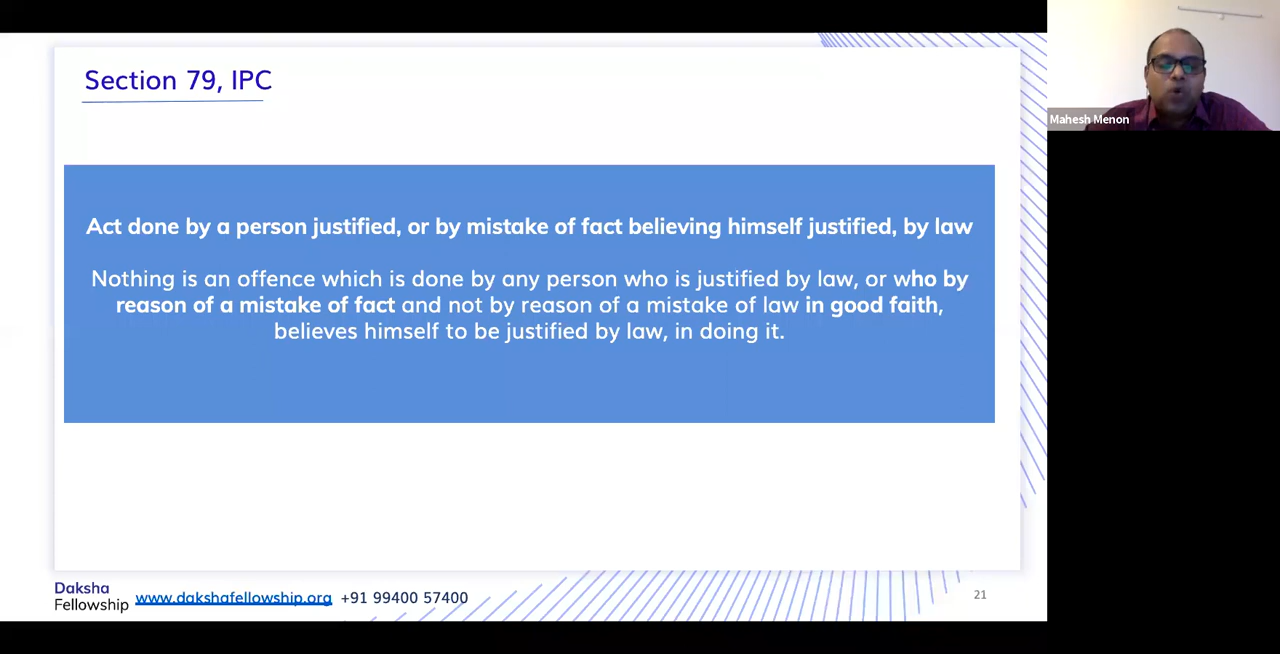 Section 79, IPC
Mahesh Menon
Act done by a person justified, or by mistake of fact believing himself justified, by law
Nothing is an offence which is done by any person who is justified by law, or who by
reason of a mistake of fact and not by reason of a mistake of law in good faith,
believes himself to be justified by law, in doing it.
Daksha
Fellowship
www.dakshafellowship.org +91 99400 57400
21